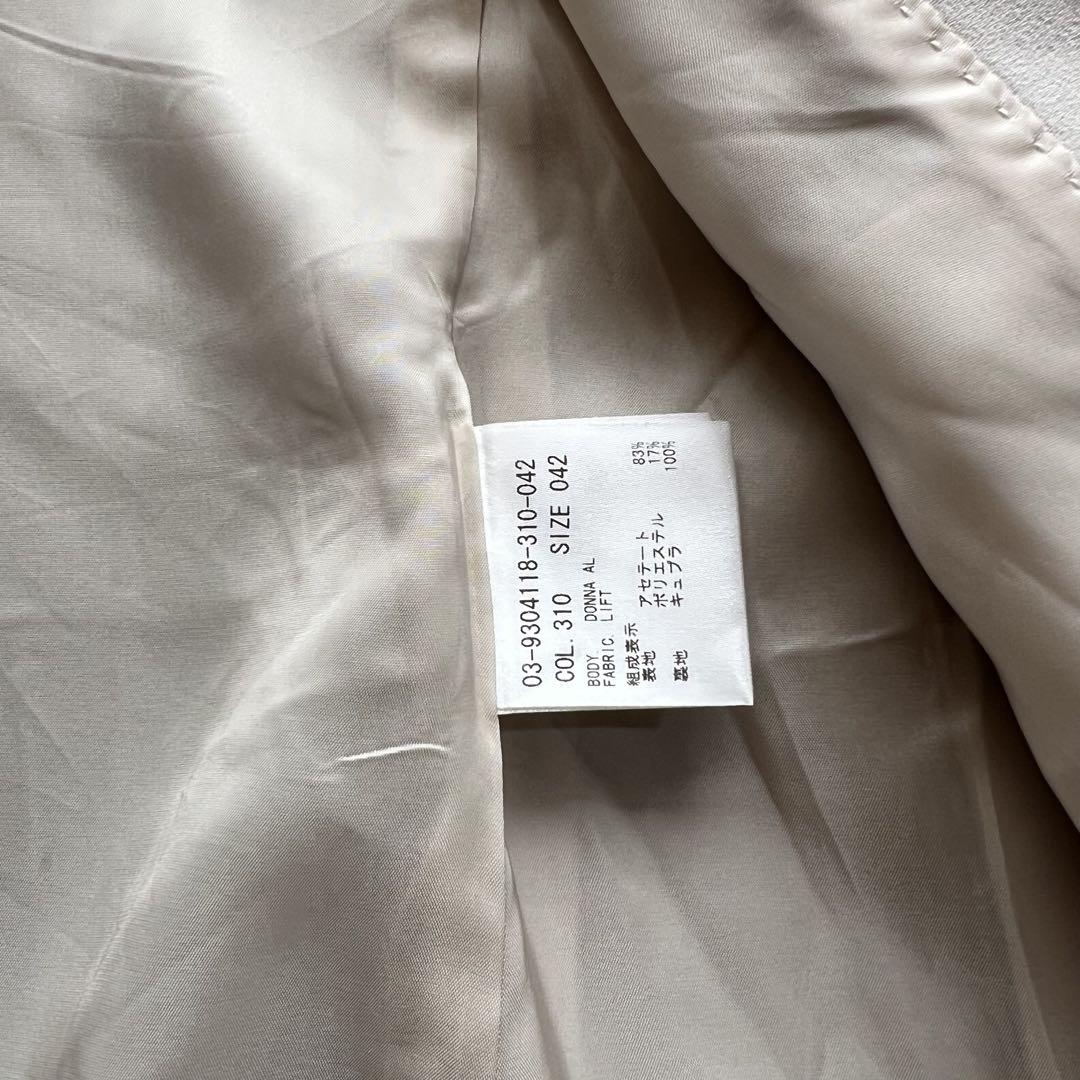 03-9304118-310-042
COL. 310 SIZE 042
BODY. DONNA AL
FABRIC. LIFT
組成表示
表地 アセテート 83%
ポリエステル 17%
裏地 キュプラ 100%